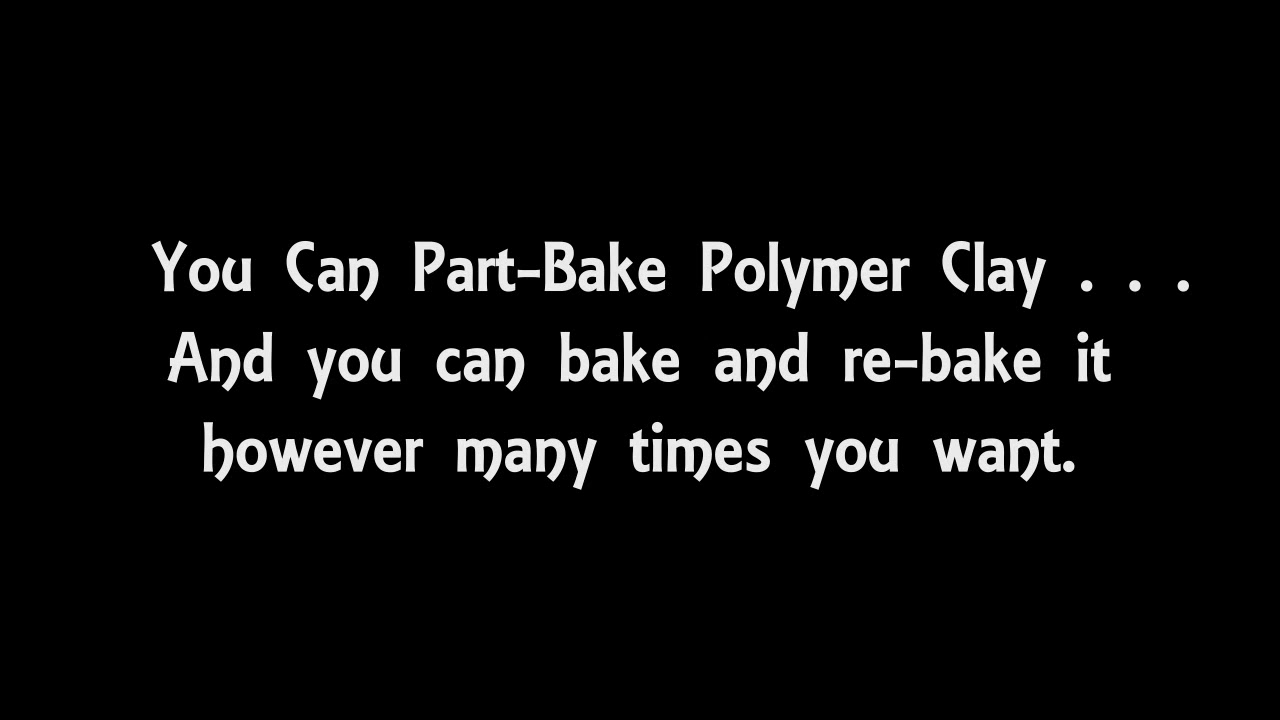 You Can Part-Bake Polymer Clay . . .
And you can bake and re-bake it
however many times you want.